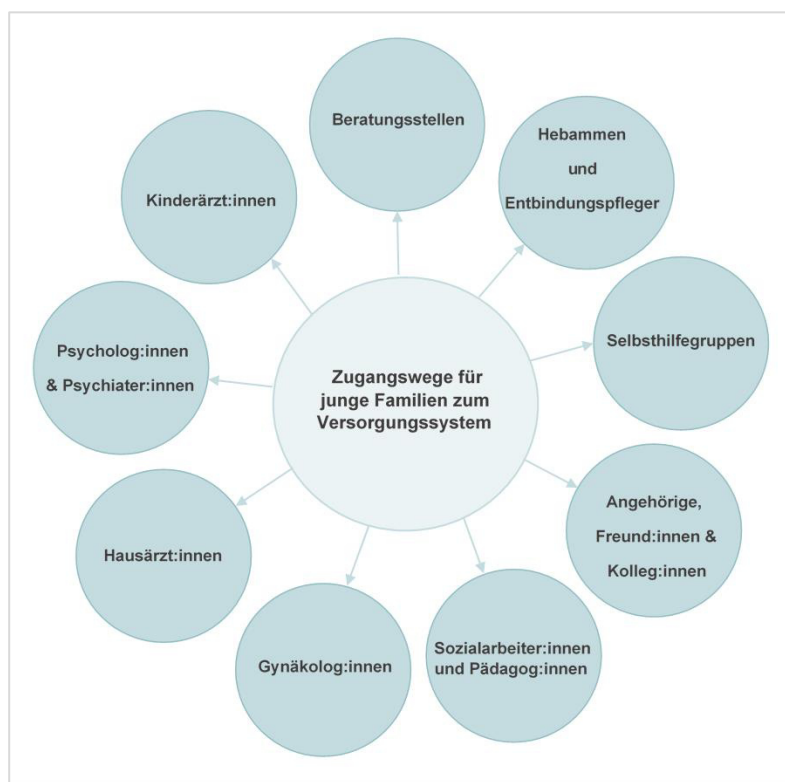 Beratungsstellen
Hebammen
und
Entbindungspfleger
Selbsthilfegruppen
Angehörige,
Freund:innen &
Kolleg:innen
Sozialarbeiter:innen
und Pädagog:innen
Gynäkolog:innen
Hausärzt:innen
Psycholog:innen
& Psychiater:innen
Kinderärzt:innen
Zugangswege für
junge Familien zum
Versorgungssystem